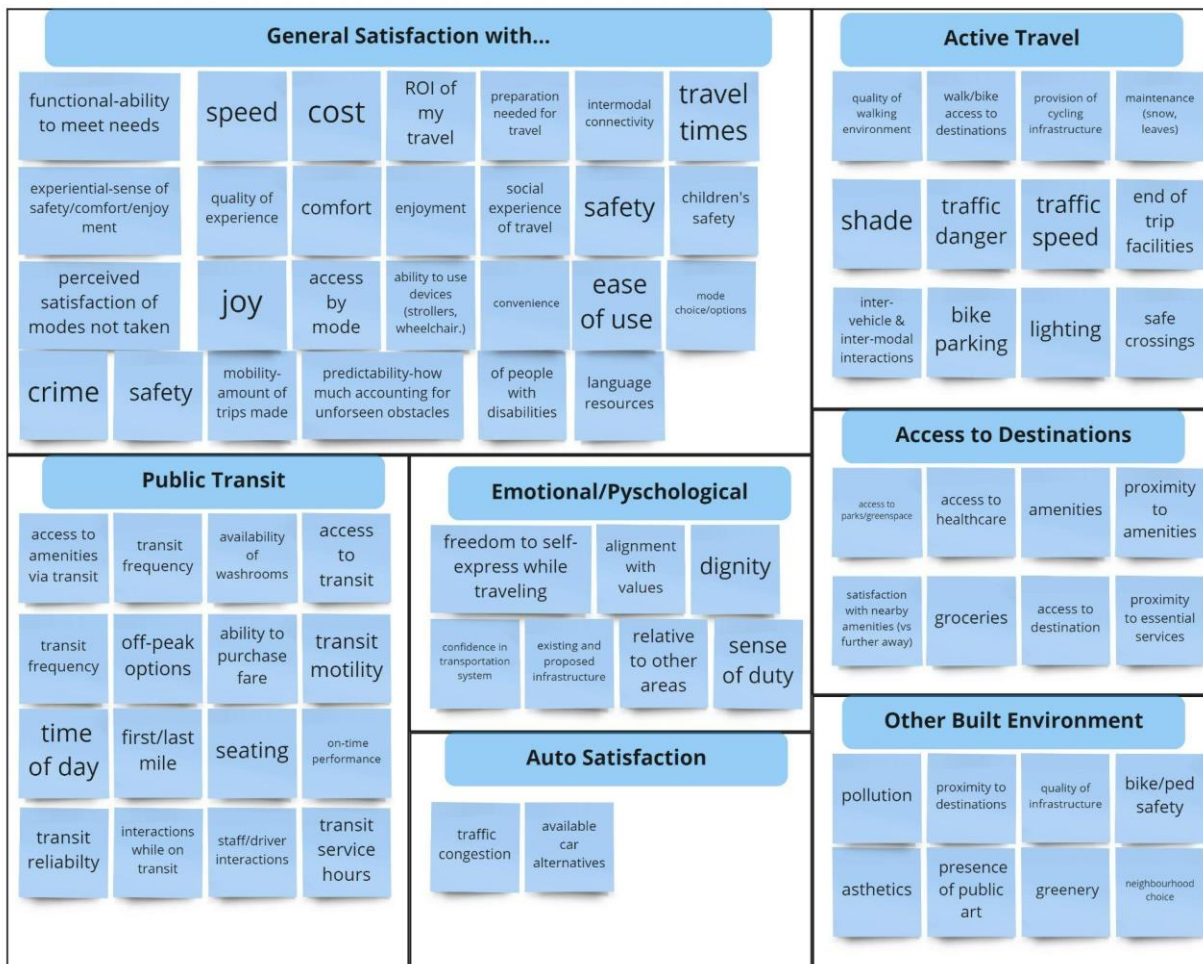 General Satisfaction with...
functional-ability
to meet needs
speed
cost
ROI of
my
travel
preparation
needed for
travel
intermodal
connectivity
travel
times
experiential-sense of
safety/comfort/enjoy
ment
quality of
experience
comfort
enjoyment
social
experience
of travel
safety
children's
safety
perceived
satisfaction of
modes not taken
joy
access
by
mode
ability to use
devices
(strollers,
wheelchair.)
convenience
ease
of use
mode
choice/options
crime
safety
mobility-
amount of
trips made
predictability-how
much accounting for
unforseen obstacles
of people
with
disabilities
language
resources
Active Travel
quality of
walking
environment
walk/bike
access to
destinations
provision of
cycling
infrastructure
maintenance
(snow,
leaves)
shade
traffic
danger
traffic
speed
end of
trip
facilities
inter-
vehicle &
inter-modal
interactions
bike
parking
lighting
safe
crossings
Public Transit
access to
amenities
via transit
transit
frequency
availability
of
washrooms
access
to
transit
transit
frequency
off-peak
options
ability to
purchase
fare
transit
motility
time
of day
first/last
mile
seating
on-time
performance
transit
reliabilty
interactions
while on
transit
staff/driver
interactions
transit
service
hours
Emotional/Pyschological
freedom to self-
express while
traveling
alignment
with
values
dignity
confidence in
transportation
system
existing and
proposed
infrastructure
relative
to other
areas
sense
of duty
Auto Satisfaction
traffic
congestion
available
car
alternatives
Access to Destinations
access to
parks/greenspace
access to
healthcare
amenities
proximity
to
amenities
satisfaction
with nearby
amenities (vs
further away)
groceries
access to
destination
proximity
to essential
services
Other Built Environment
pollution
proximity to
destinations
quality of
infrastructure
bike/ped
safety
asthetics
presence
of public
art
greenery
neighbourhood
choice